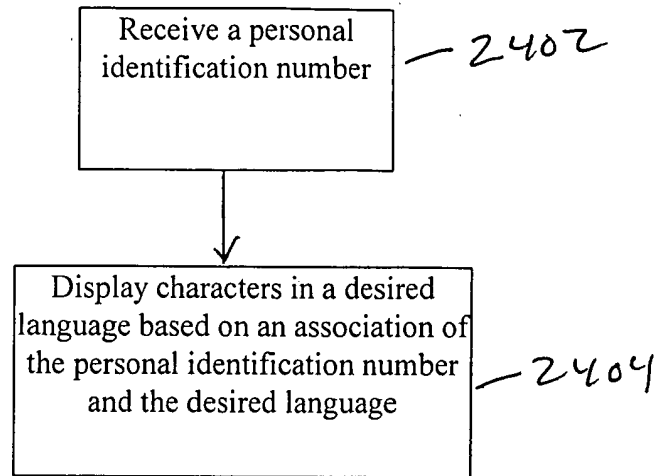 Receive a personal
identification number
2402
Display characters in a desired
language based on an association of
the personal identification number
and the desired language
2404